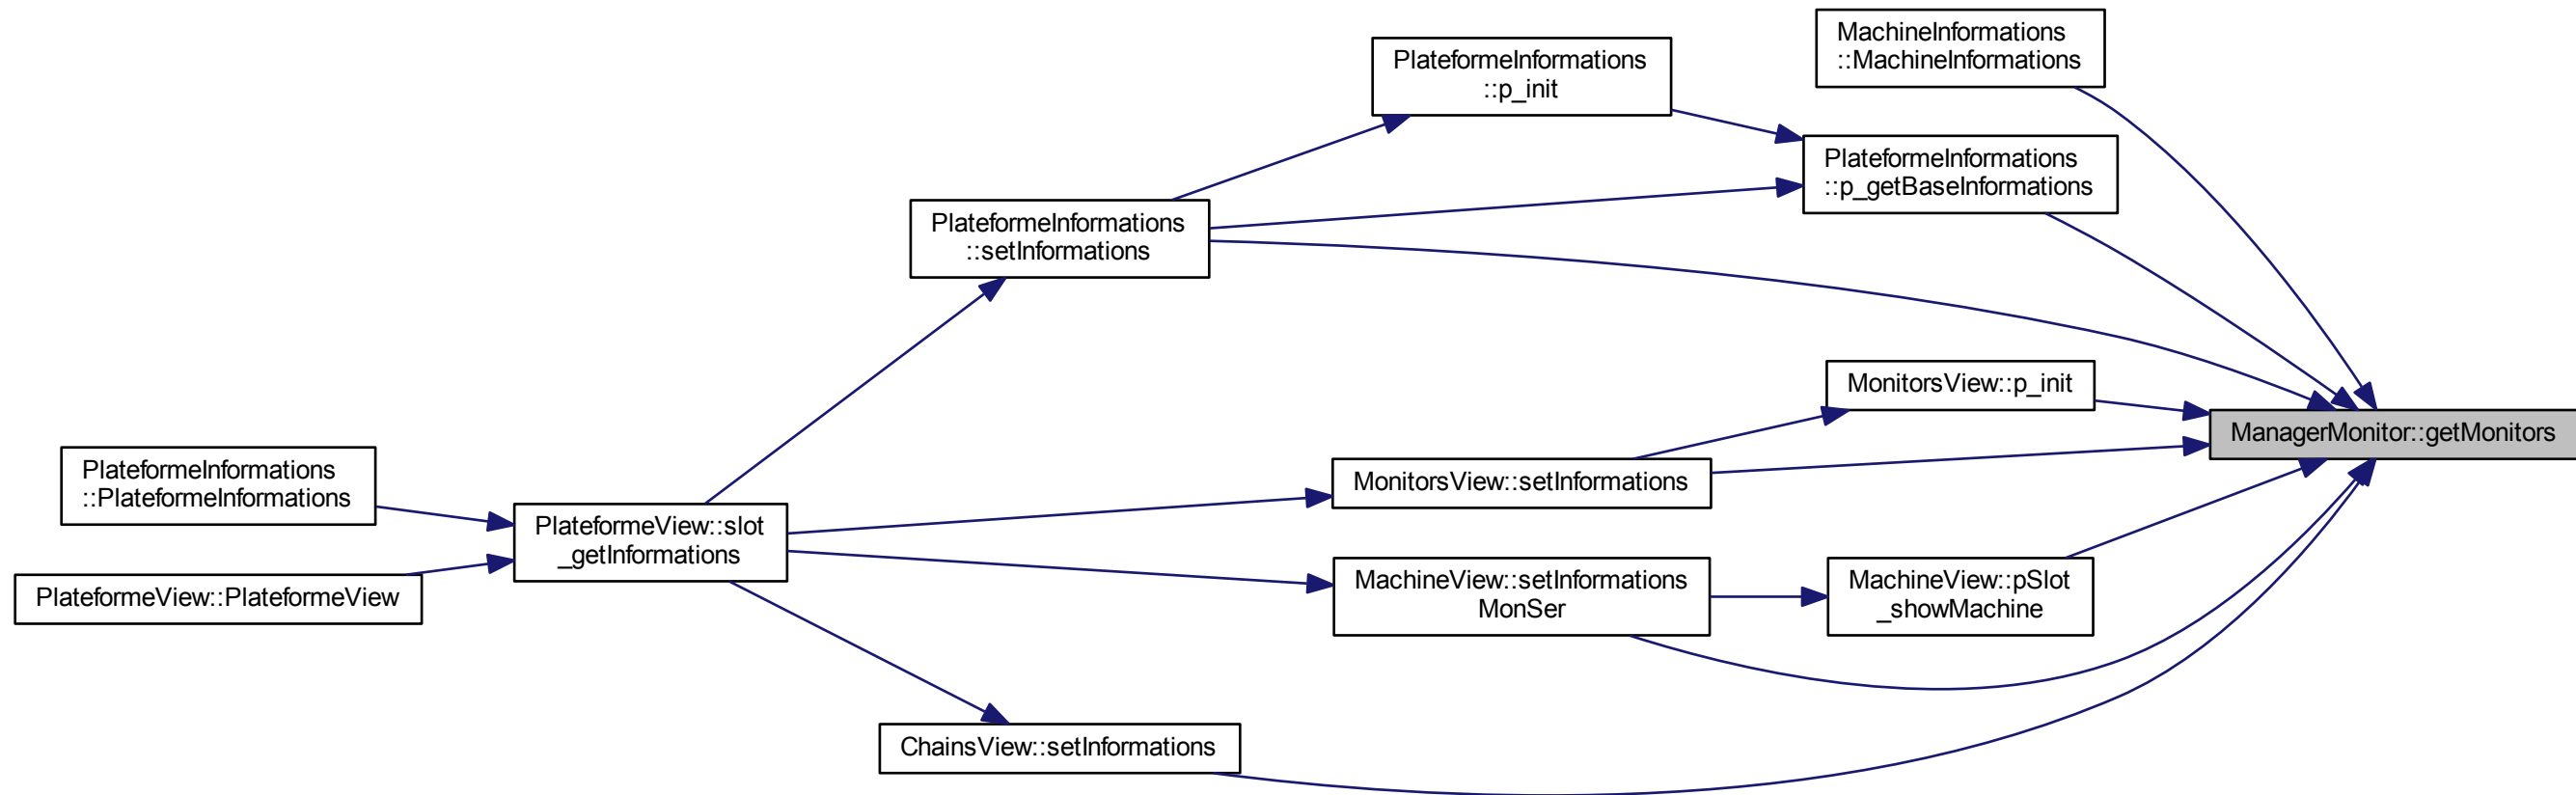 MachineInformations
::MachineInformations
PlateformeInformations
::p_init
PlateformeInformations
::p_getBaseInformations
PlateformeInformations
::setInformations
MonitorsView::p_init
ManagerMonitor::getMonitors
PlateformeInformations
::PlateformeInformations
MonitorsView::setInformations
PlateformeView::slot
_getInformations
PlateformeView::PlateformeView
MachineView::setInformations
MonSer
MachineView::pSlot
_showMachine
ChainsView::setInformations